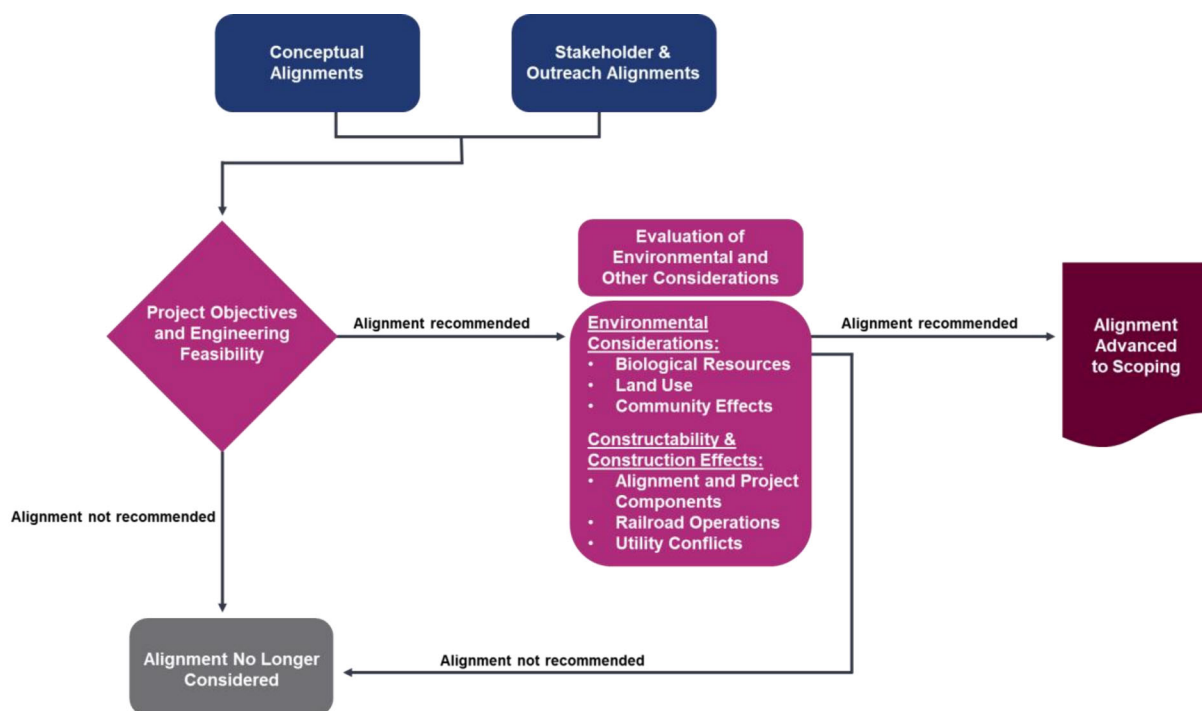 Conceptual
Alignments
Stakeholder &
Outreach Alignments
Project Objectives
and Engineering
Feasibility
Alignment recommended
Evaluation of
Environmental and
Other Considerations
Environmental
Considerations:
• Biological Resources
• Land Use
• Community Effects
Constructability &
Construction Effects:
• Alignment and Project
Components
• Railroad Operations
• Utility Conflicts
Alignment recommended
Alignment
Advanced
to Scoping
Alignment not recommended
Alignment No Longer
Considered
Alignment not recommended